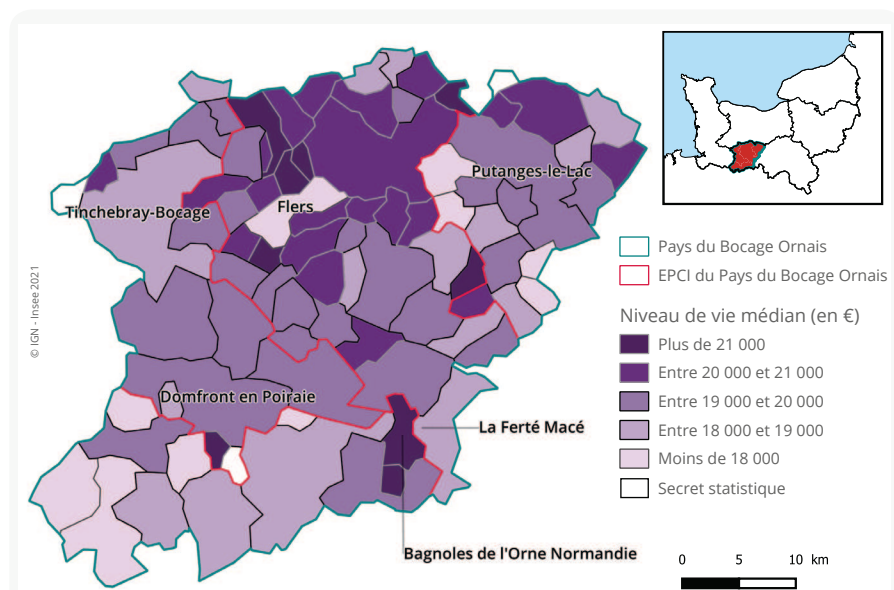 Putanges-le-Lac
Tinchebray-Bocage
Flers
Domfront en Poiraie
La Ferté Macé
Bagnoles de l'Orne Normandie
© IGN - Insee 2021
Pays du Bocage Ornais
EPCI du Pays du Bocage Ornais
Niveau de vie médian (en €)
Plus de 21 000
Entre 20 000 et 21 000
Entre 19 000 et 20 000
Entre 18 000 et 19 000
Moins de 18 000
Secret statistique
0 5 10 km